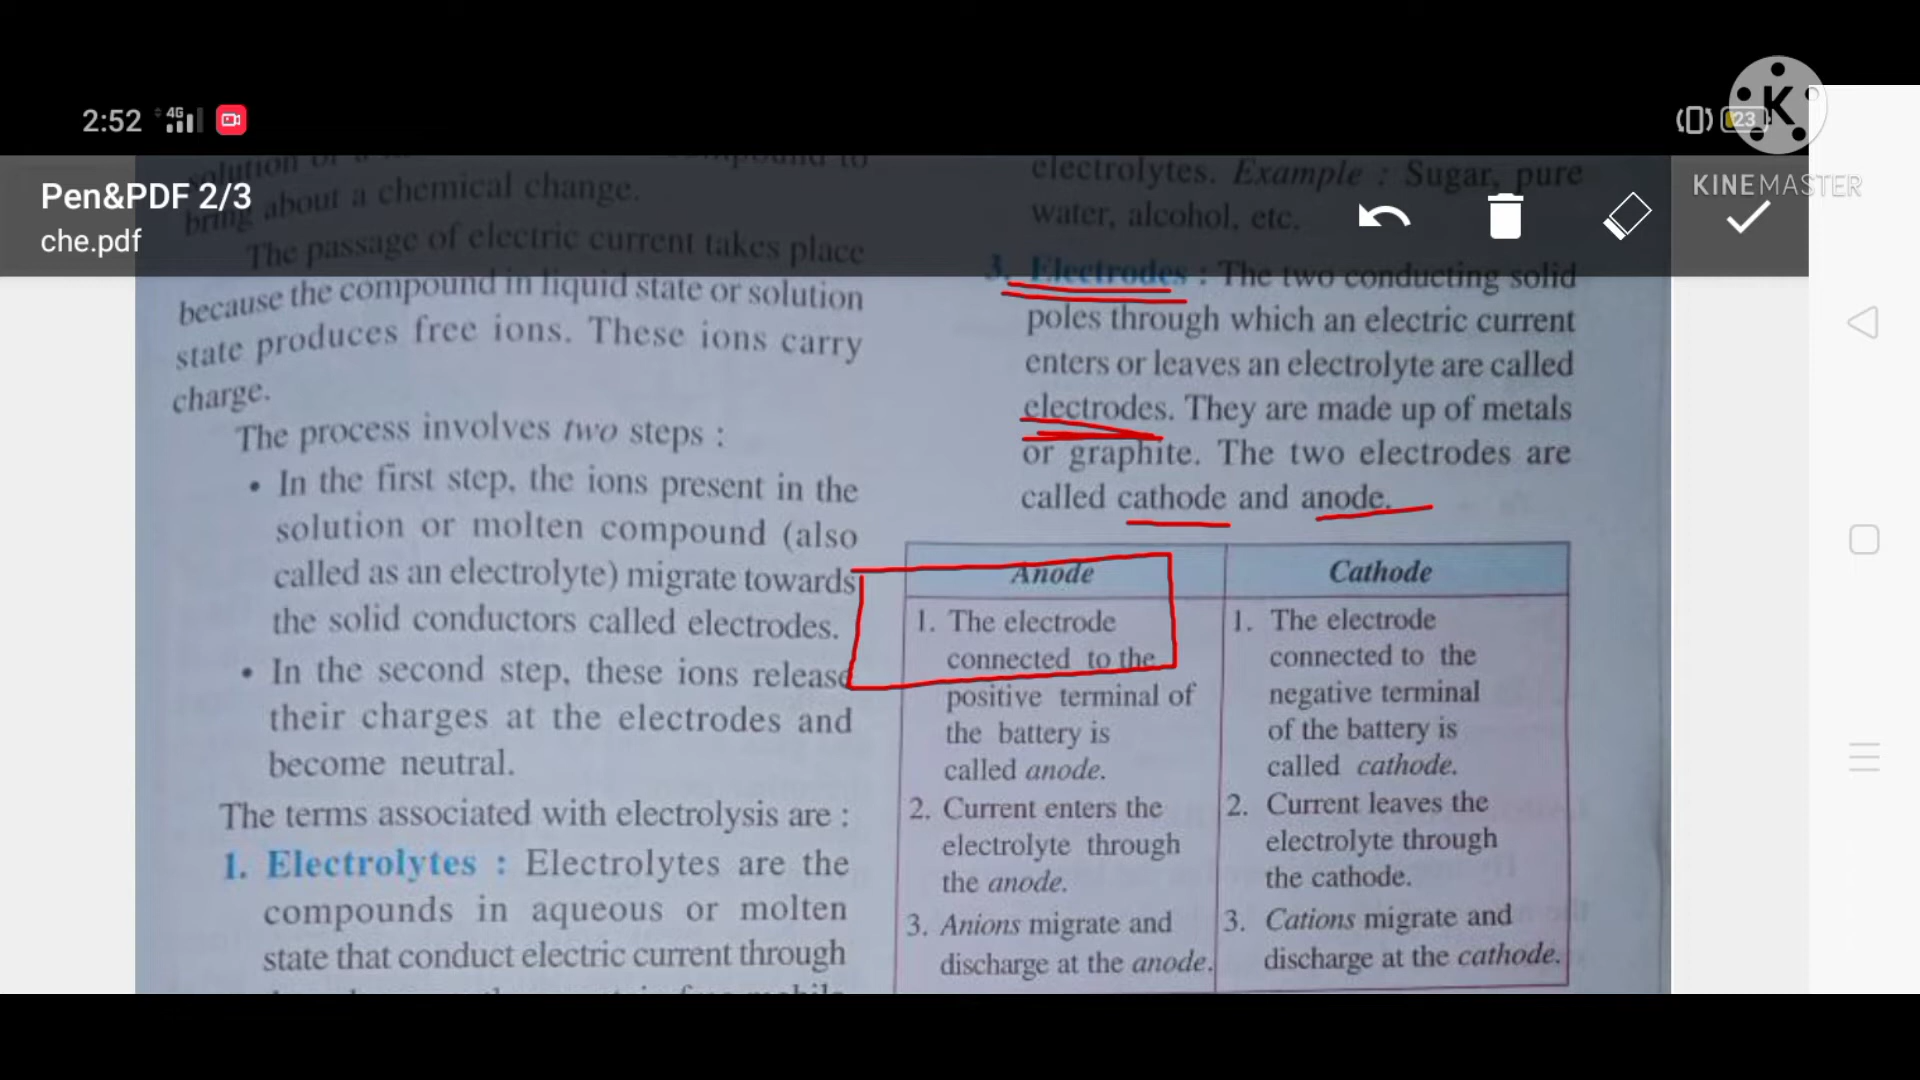 2:52 4G
23
K
KINEMASTER
Pen&PDF 2/3
che.pdf
bring about a chemical change.
The passage of electric current takes place
because the compound in liquid state or solution
state produces free ions. These ions carry
charge.
The process involves two steps :
• In the first step, the ions present in the
solution or molten compound (also
called as an electrolyte) migrate towards
the solid conductors called electrodes.
• In the second step, these ions release
their charges at the electrodes and
become neutral.
The terms associated with electrolysis are :
1. Electrolytes : Electrolytes are the
compounds in aqueous or molten
state that conduct electric current through
electrolytes. Example : Sugar, pure
water, alcohol, etc.
3. Electrodes : The two conducting solid
poles through which an electric current
enters or leaves an electrolyte are called
electrodes. They are made up of metals
or graphite. The two electrodes are
called cathode and anode.
Anode
1. The electrode
connected to the
positive terminal of
the battery is
called anode.
2. Current enters the
electrolyte through
the anode.
3. Anions migrate and
discharge at the anode.
Cathode
1. The electrode
connected to the
negative terminal
of the battery is
called cathode.
2. Current leaves the
electrolyte through
the cathode.
3. Cations migrate and
discharge at the cathode.